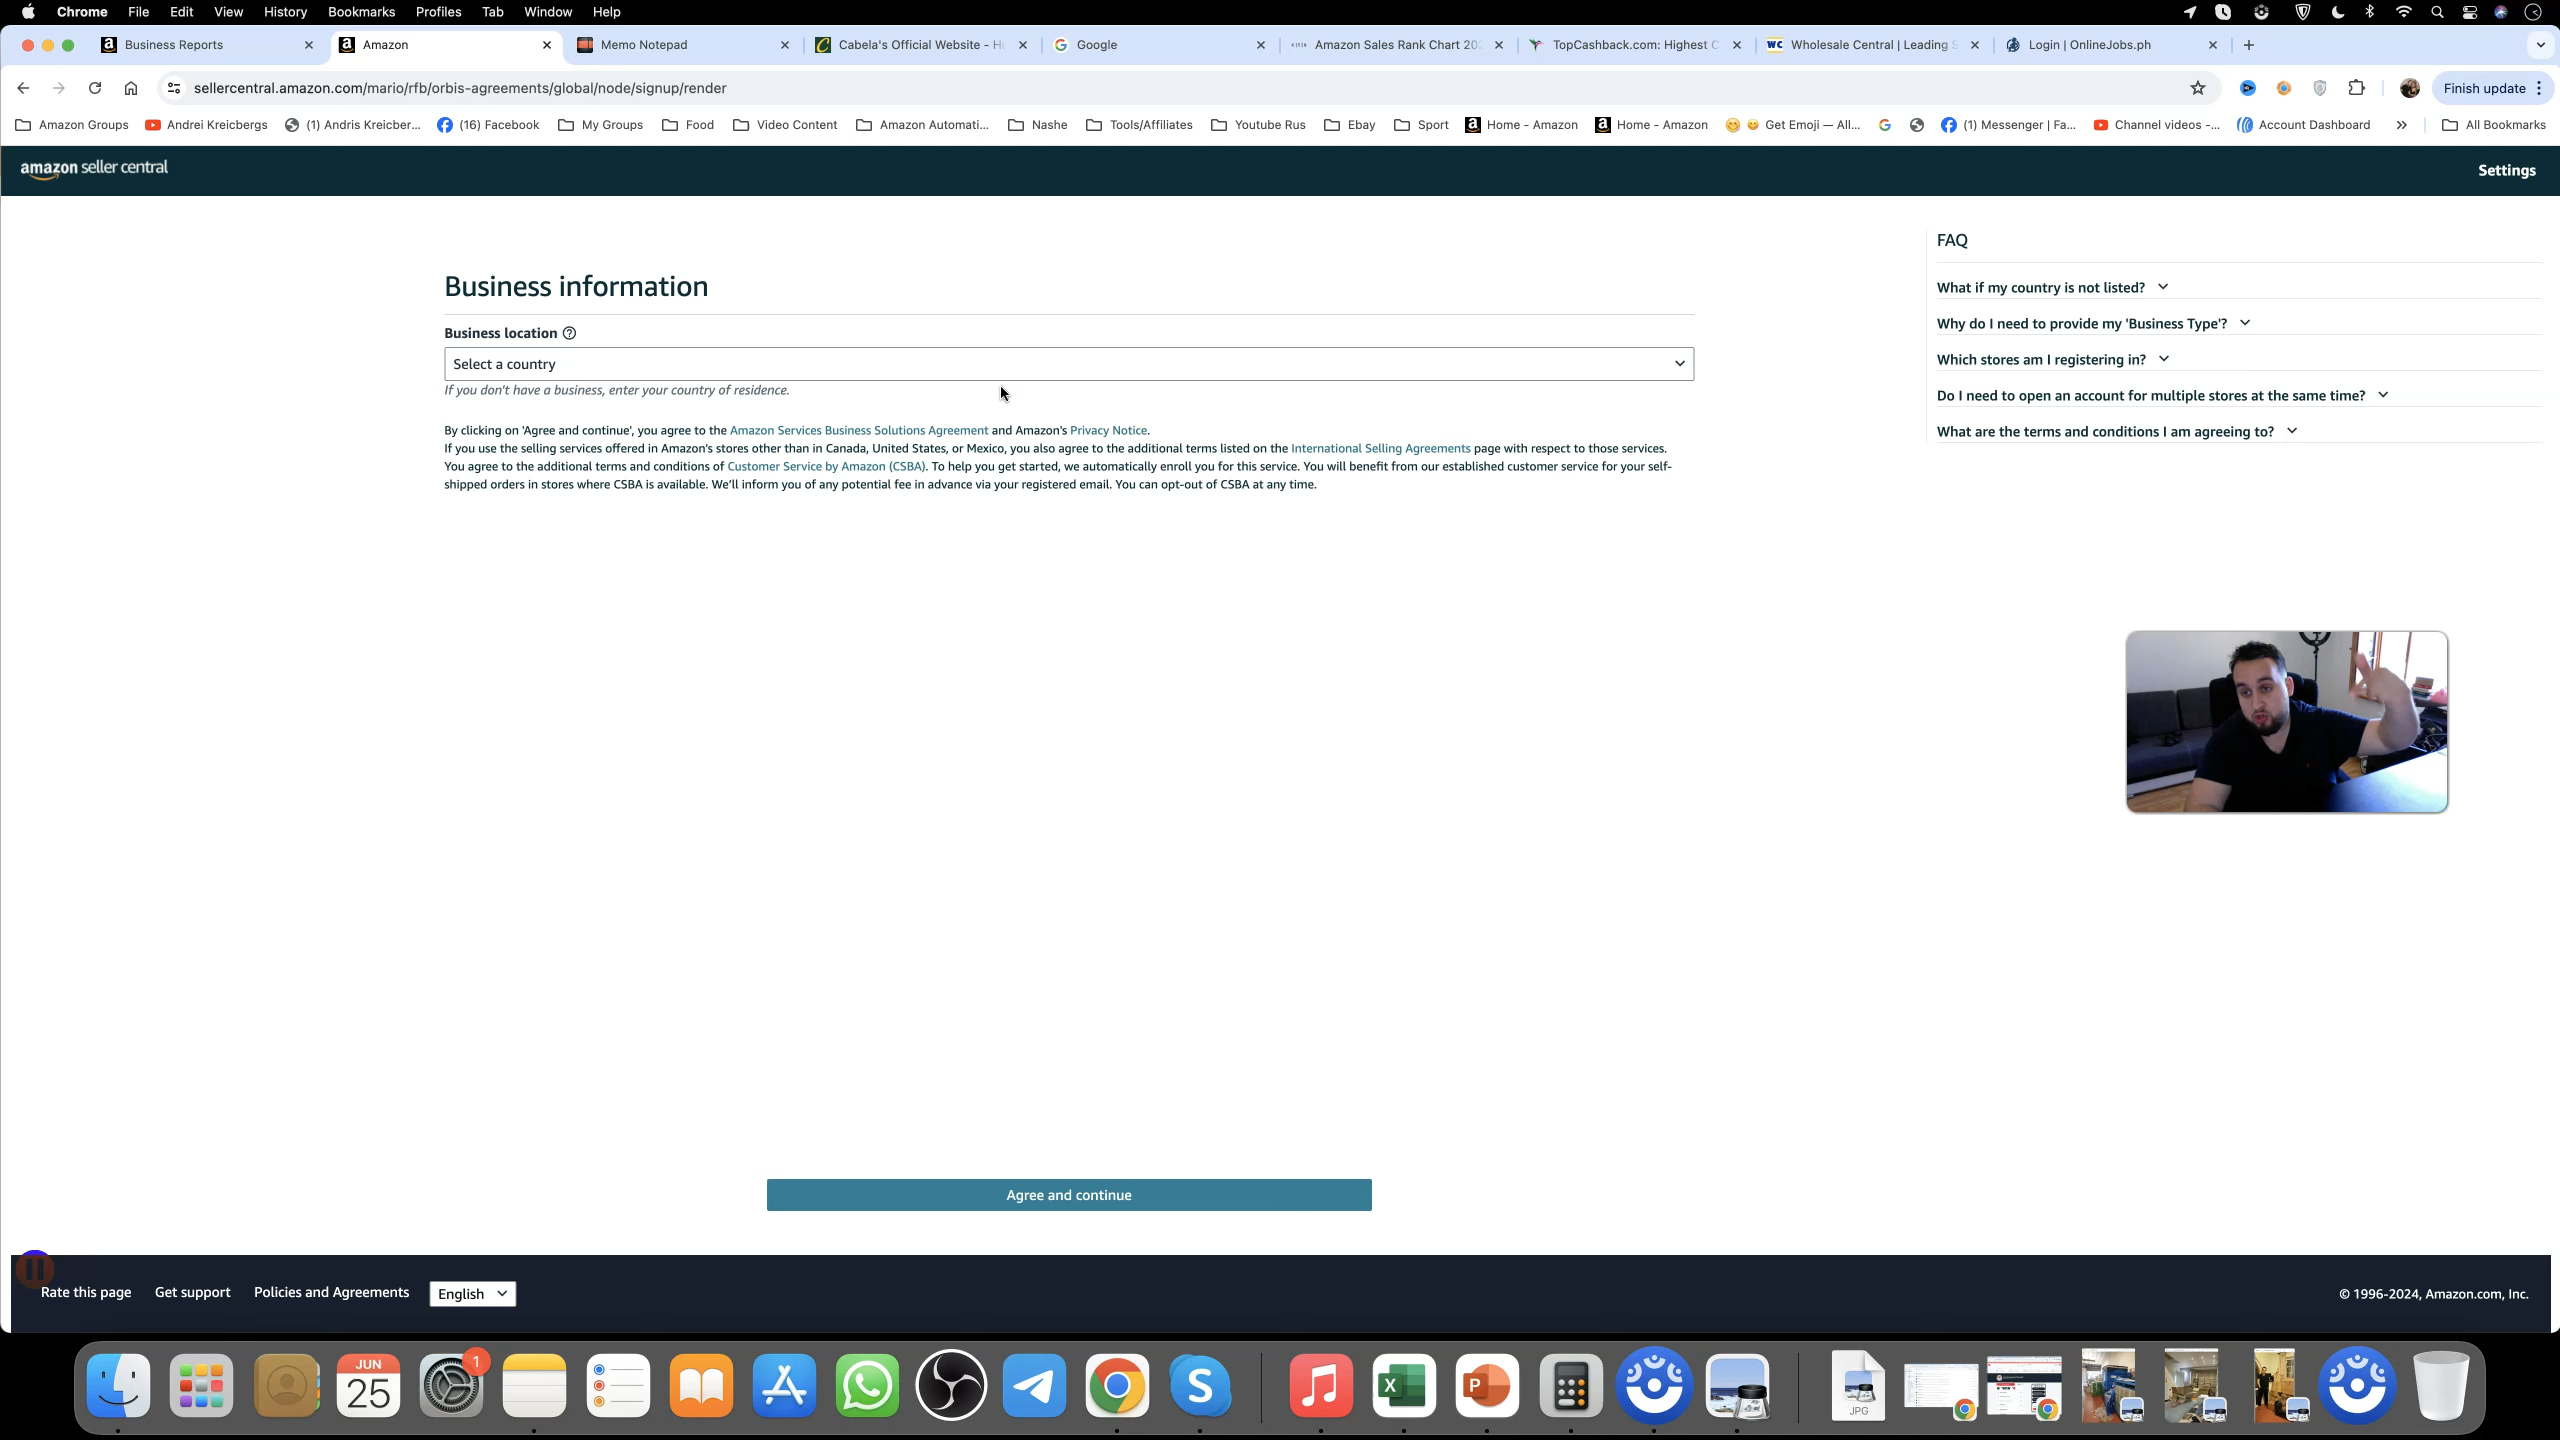 Chrome File Edit View History Bookmarks Profiles Tab Window Help
Business Reports Amazon Memo Notepad Cabela's Official Website - H Google Amazon Sales Rank Chart 20 TopCashback.com: Highest C Wholesale Central | Leading S Login | OnlineJobs.ph
sellercentral.amazon.com/mario/rfb/orbis-agreements/global/node/signup/render Finish update
Amazon Groups Andrei Kreicbergs (1) Andris Kreicber... (16) Facebook My Groups Food Video Content Amazon Automati... Nashe Tools/Affiliates Youtube Rus Ebay Sport Home - Amazon Home - Amazon Get Emoji — All... (1) Messenger | Fa... Channel videos -... Account Dashboard » All Bookmarks
amazon seller central Settings
Business information
Business location
Select a country
If you don't have a business, enter your country of residence.
By clicking on 'Agree and continue', you agree to the Amazon Services Business Solutions Agreement and Amazon's Privacy Notice.
If you use the selling services offered in Amazon's stores other than in Canada, United States, or Mexico, you also agree to the additional terms listed on the International Selling Agreements page with respect to those services.
You agree to the additional terms and conditions of Customer Service by Amazon (CSBA). To help you get started, we automatically enroll you for this service. You will benefit from our established customer service for your self-
shipped orders in stores where CSBA is available. We'll inform you of any potential fee in advance via your registered email. You can opt-out of CSBA at any time.
FAQ
What if my country is not listed?
Why do I need to provide my 'Business Type'?
Which stores am I registering in?
Do I need to open an account for multiple stores at the same time?
What are the terms and conditions I am agreeing to?
Agree and continue
Rate this page Get support Policies and Agreements English © 1996-2024, Amazon.com, Inc.
JUN
25
1
JPG